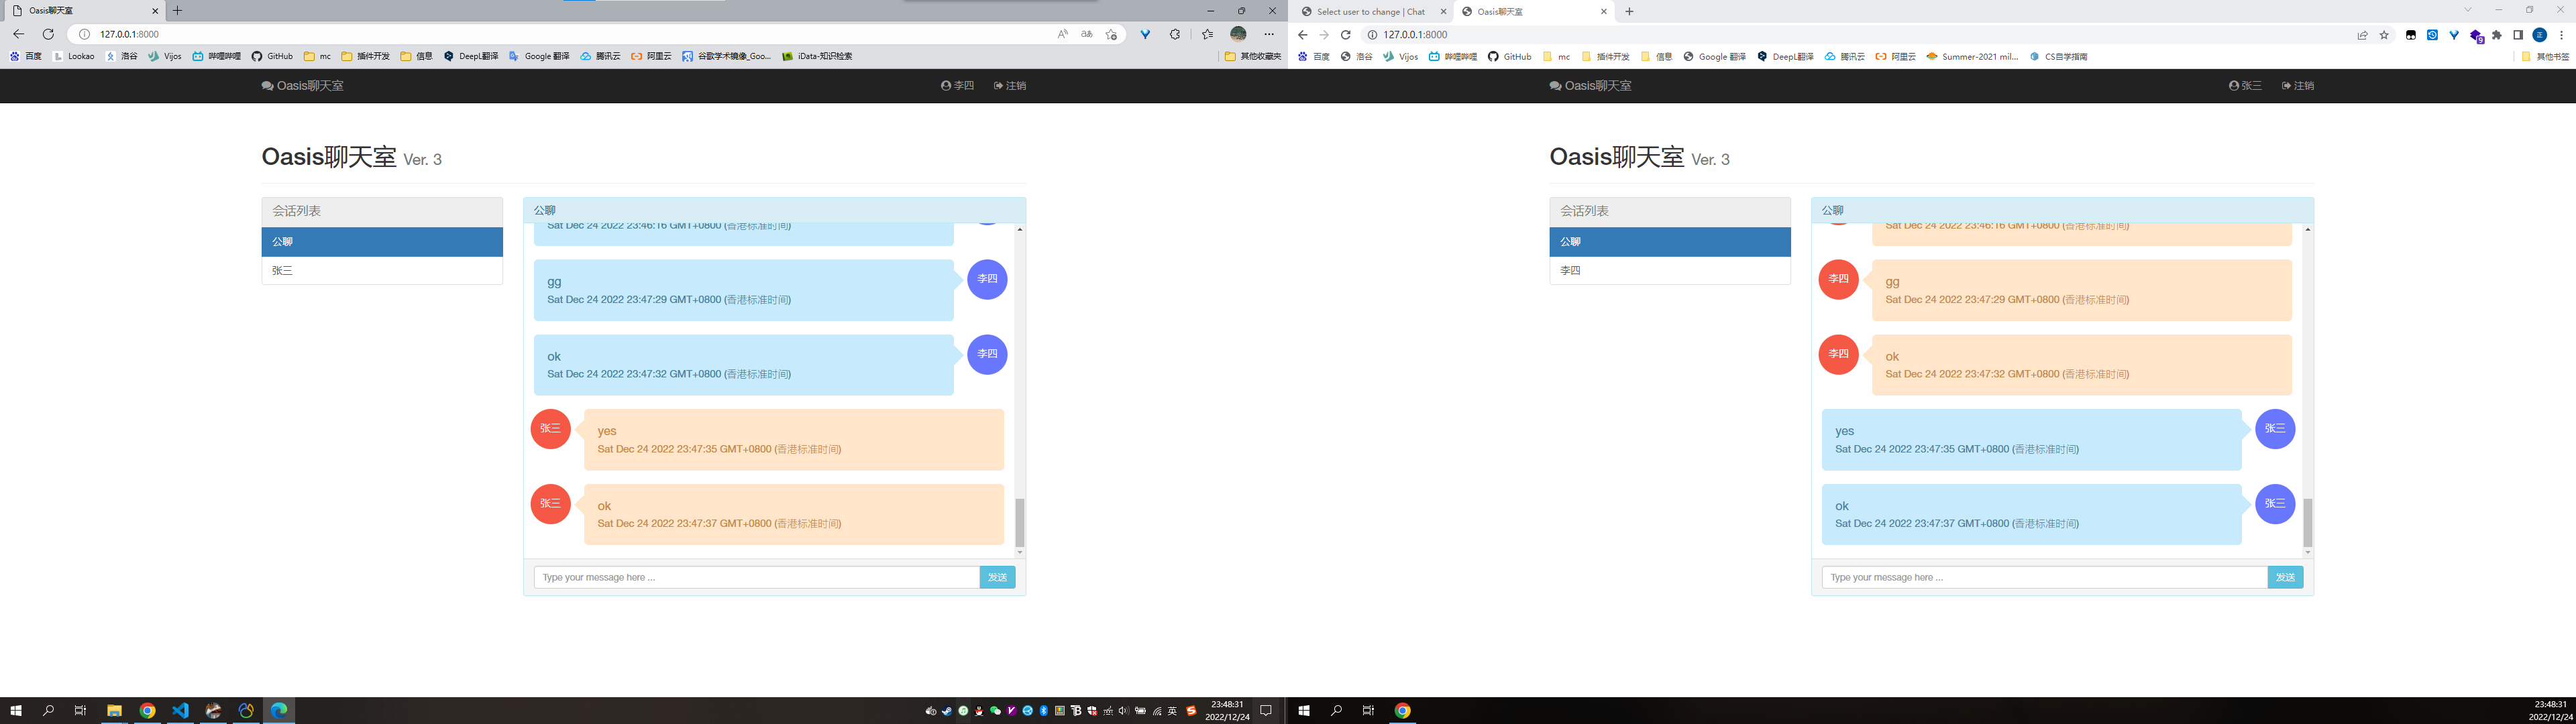 Oasis聊天室
127.0.0.1:8000
百度 Lookao 洛谷 Vijos 哔哩哔哩 GitHub mc 插件开发 信息 DeepL翻译 Google 翻译 腾讯云 阿里云 谷歌学术镜像_Goo... iData-知识检索 其他收藏夹
Oasis聊天室 李四 注销
Oasis聊天室 Ver. 3
会话列表
公聊
张三
公聊
Sat Dec 24 2022 23:46:16 GMT+0800 (香港标准时间)
gg
Sat Dec 24 2022 23:47:29 GMT+0800 (香港标准时间)
李四
ok
Sat Dec 24 2022 23:47:32 GMT+0800 (香港标准时间)
李四
张三
yes
Sat Dec 24 2022 23:47:35 GMT+0800 (香港标准时间)
张三
ok
Sat Dec 24 2022 23:47:37 GMT+0800 (香港标准时间)
Type your message here ... 发送
英
23:48:31
2022/12/24
Select user to change | Chat Oasis聊天室
127.0.0.1:8000
百度 洛谷 Vijos 哔哩哔哩 GitHub mc 插件开发 信息 Google 翻译 DeepL翻译 腾讯云 阿里云 Summer-2021 mil... CS自学指南 其他书签
Oasis聊天室 张三 注销
Oasis聊天室 Ver. 3
会话列表
公聊
李四
公聊
Sat Dec 24 2022 23:46:16 GMT+0800 (香港标准时间)
李四
gg
Sat Dec 24 2022 23:47:29 GMT+0800 (香港标准时间)
李四
ok
Sat Dec 24 2022 23:47:32 GMT+0800 (香港标准时间)
yes
Sat Dec 24 2022 23:47:35 GMT+0800 (香港标准时间)
张三
ok
Sat Dec 24 2022 23:47:37 GMT+0800 (香港标准时间)
张三
Type your message here ... 发送
23:48:31
2022/12/24